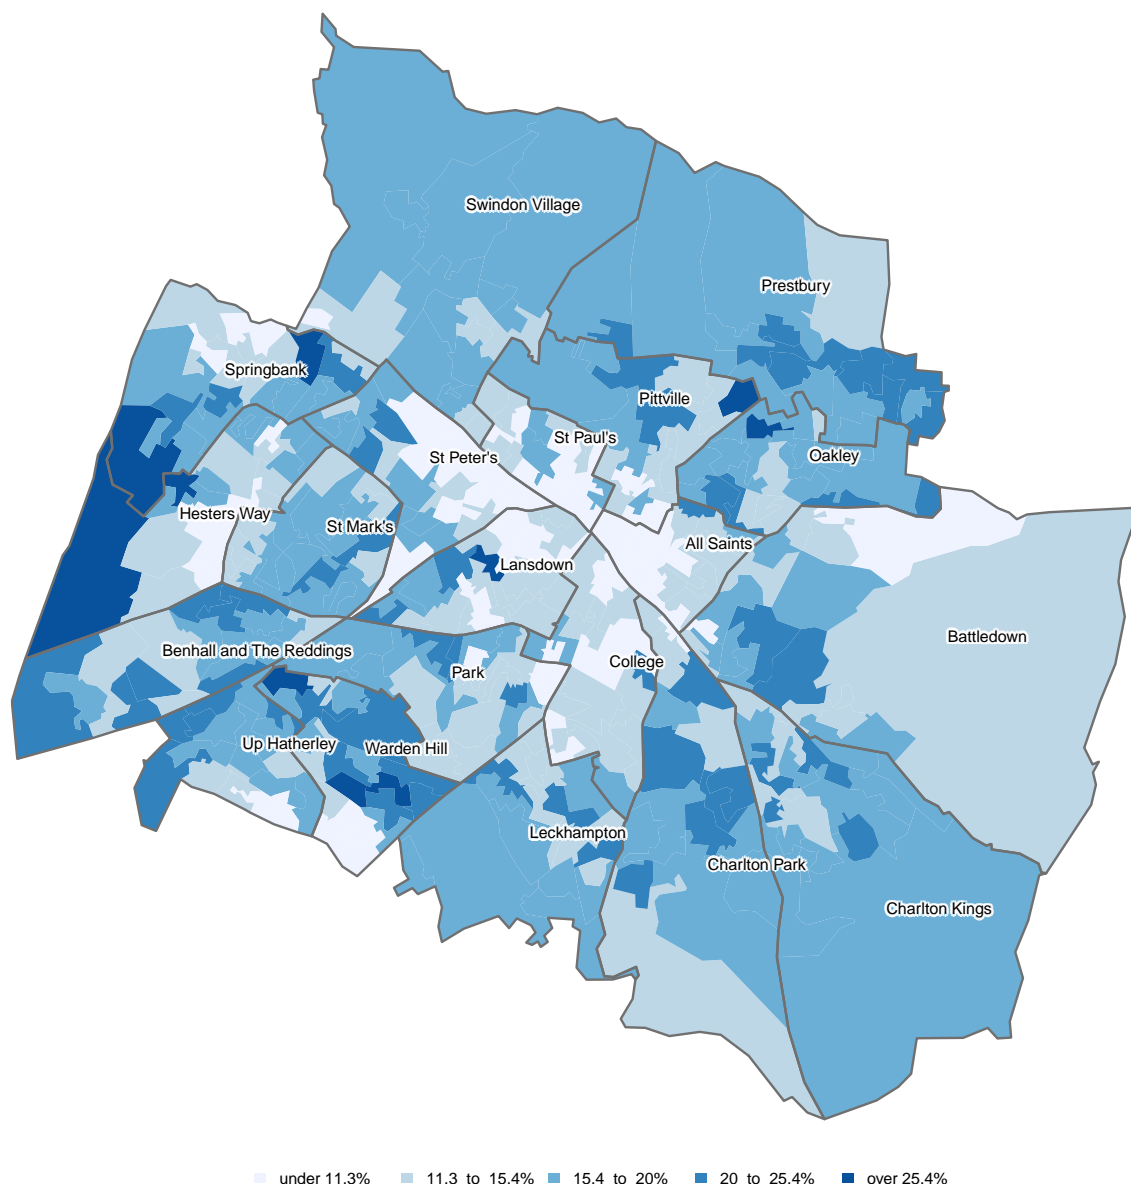 Swindon Village
Prestbury
Springbank
Pittville
St Paul's
St Peter's
Oakley
Hesters Way
St Mark's
All Saints
Lansdown
Battledown
Benhall and The Reddings
College
Park
Up Hatherley
Warden Hill
Leckhampton
Charlton Park
Charlton Kings
under 11.3% 11.3 to 15.4% 15.4 to 20% 20 to 25.4% over 25.4%